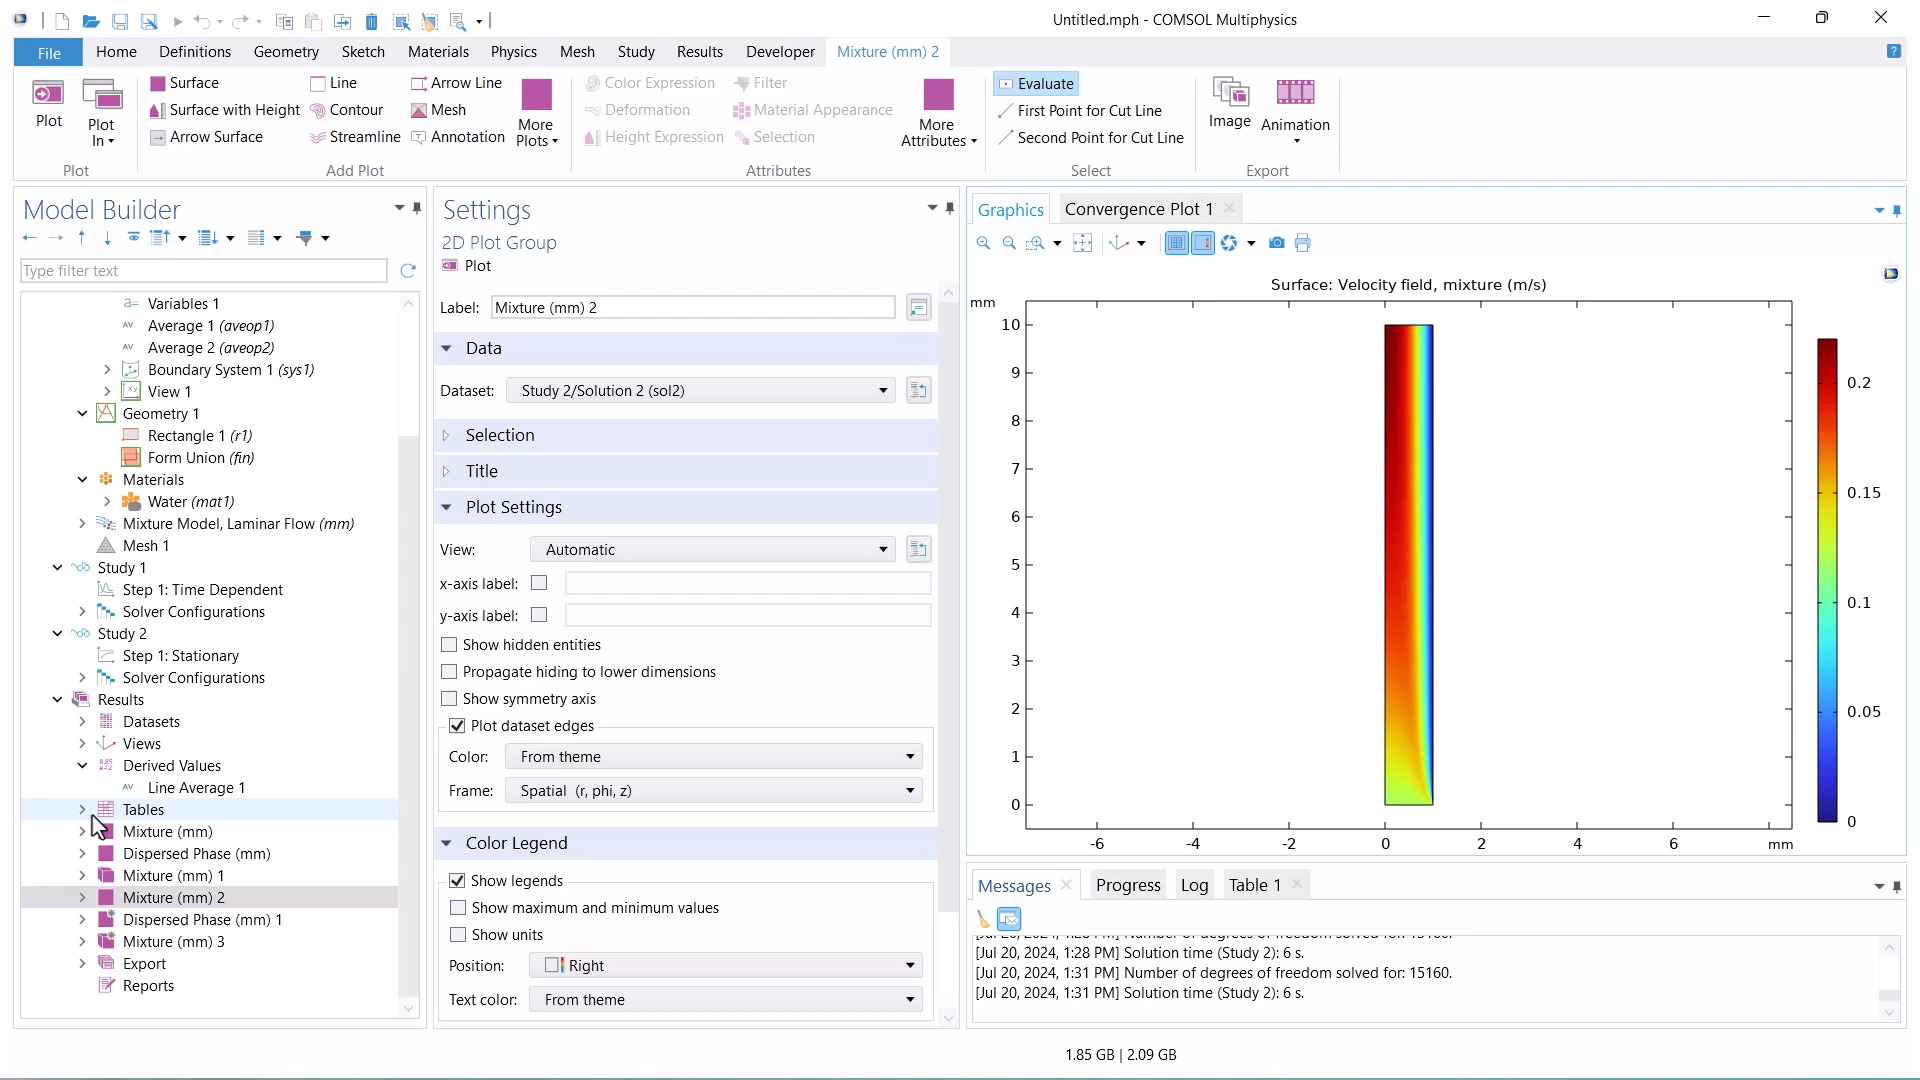 Untitled.mph - COMSOL Multiphysics
File Home Definitions Geometry Sketch Materials Physics Mesh Study Results Developer Mixture (mm) 2
Plot
Plot In
Plot
Surface
Line
Arrow Line
Surface with Height
Contour
Mesh
Arrow Surface
Streamline
Annotation
More Plots
Add Plot
Color Expression
Filter
Deformation
Material Appearance
Height Expression
Selection
More Attributes
Attributes
Evaluate
First Point for Cut Line
Second Point for Cut Line
Select
Image
Animation
Export
Model Builder
Type filter text
a= Variables 1
AV Average 1 (aveop1)
AV Average 2 (aveop2)
Boundary System 1 (sys1)
View 1
Geometry 1
Rectangle 1 (r1)
Form Union (fin)
Materials
Water (mat1)
Mixture Model, Laminar Flow (mm)
Mesh 1
Study 1
Step 1: Time Dependent
Solver Configurations
Study 2
Step 1: Stationary
Solver Configurations
Results
Datasets
Views
8.85 e-12 Derived Values
AV Line Average 1
Tables
Mixture (mm)
Dispersed Phase (mm)
Mixture (mm) 1
Mixture (mm) 2
Dispersed Phase (mm) 1
Mixture (mm) 3
Export
Reports
Settings
2D Plot Group
Plot
Label: Mixture (mm) 2
Data
Dataset: Study 2/Solution 2 (sol2)
Selection
Title
Plot Settings
View: Automatic
x-axis label:
y-axis label:
Show hidden entities
Propagate hiding to lower dimensions
Show symmetry axis
Plot dataset edges
Color: From theme
Frame: Spatial (r, phi, z)
Color Legend
Show legends
Show maximum and minimum values
Show units
Position: Right
Text color: From theme
Graphics Convergence Plot 1
Surface: Velocity field, mixture (m/s)
mm
10
9
8
7
6
5
4
3
2
1
0
-6 -4 -2 0 2 4 6 mm
0.2
0.15
0.1
0.05
0
Messages Progress Log Table 1
[Jul 20, 2024, 1:28 PM] Solution time (Study 2): 6 s.
[Jul 20, 2024, 1:31 PM] Number of degrees of freedom solved for: 15160.
[Jul 20, 2024, 1:31 PM] Solution time (Study 2): 6 s.
1.85 GB | 2.09 GB